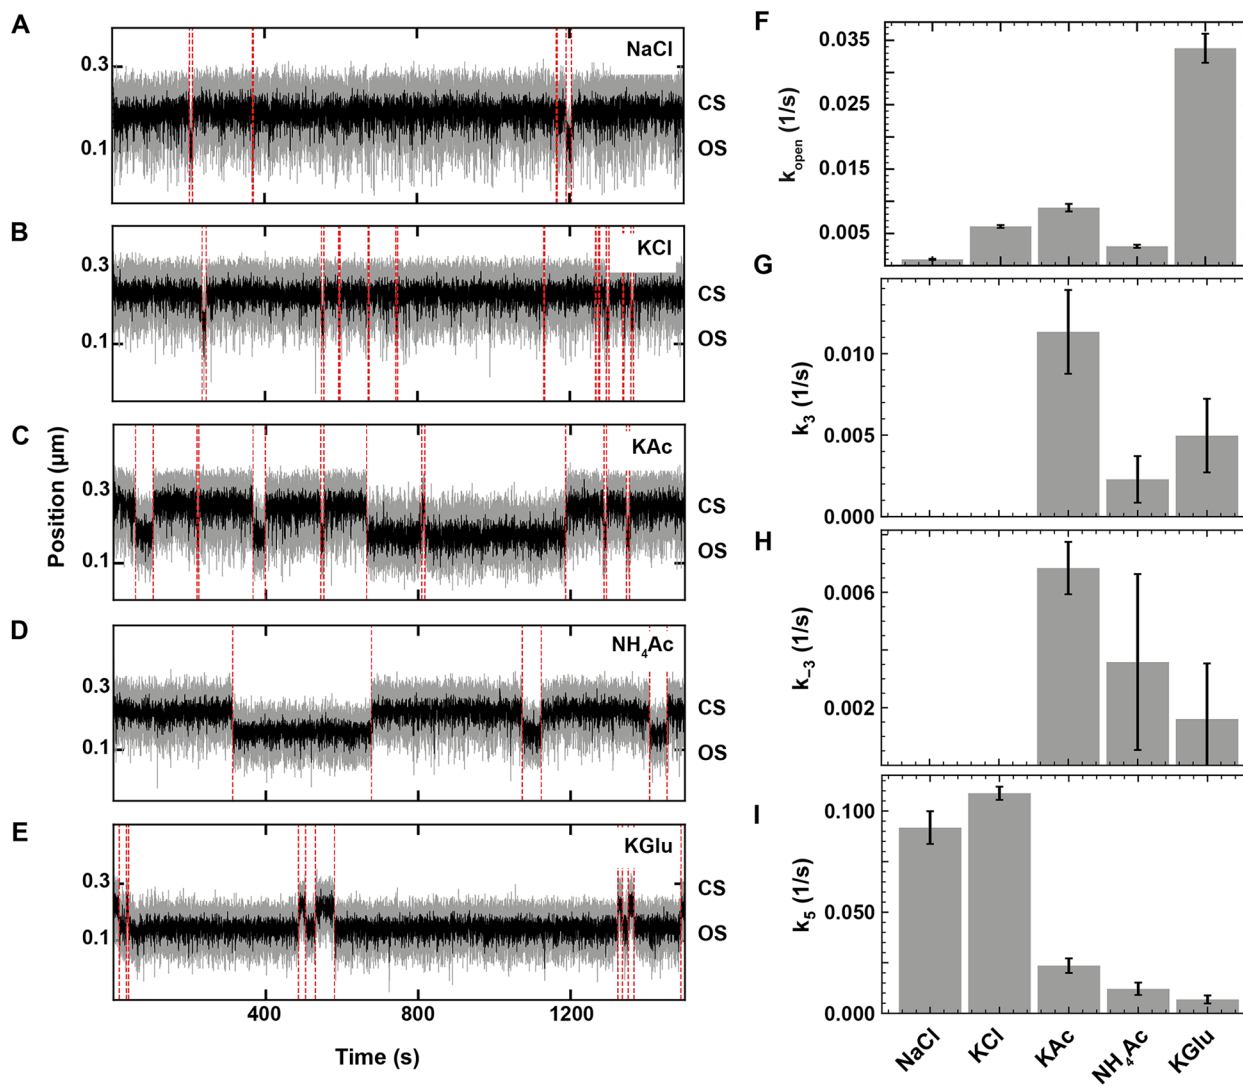 A
NaCl
0.3
0.1
CS
OS
B
KCl
0.3
0.1
CS
OS
C
KAc
0.3
0.1
CS
OS
D
NH4Ac
0.3
0.1
CS
OS
E
KGlu
0.3
0.1
CS
OS
Position (µm)
400
800
1200
Time (s)
F
kopen (1/s)
0.035
0.025
0.015
0.005
G
k3 (1/s)
0.010
0.005
0.000
H
k−3 (1/s)
0.006
0.002
I
k5 (1/s)
0.100
0.050
0.000
NaCl
KCl
KAc
NH4Ac
KGlu